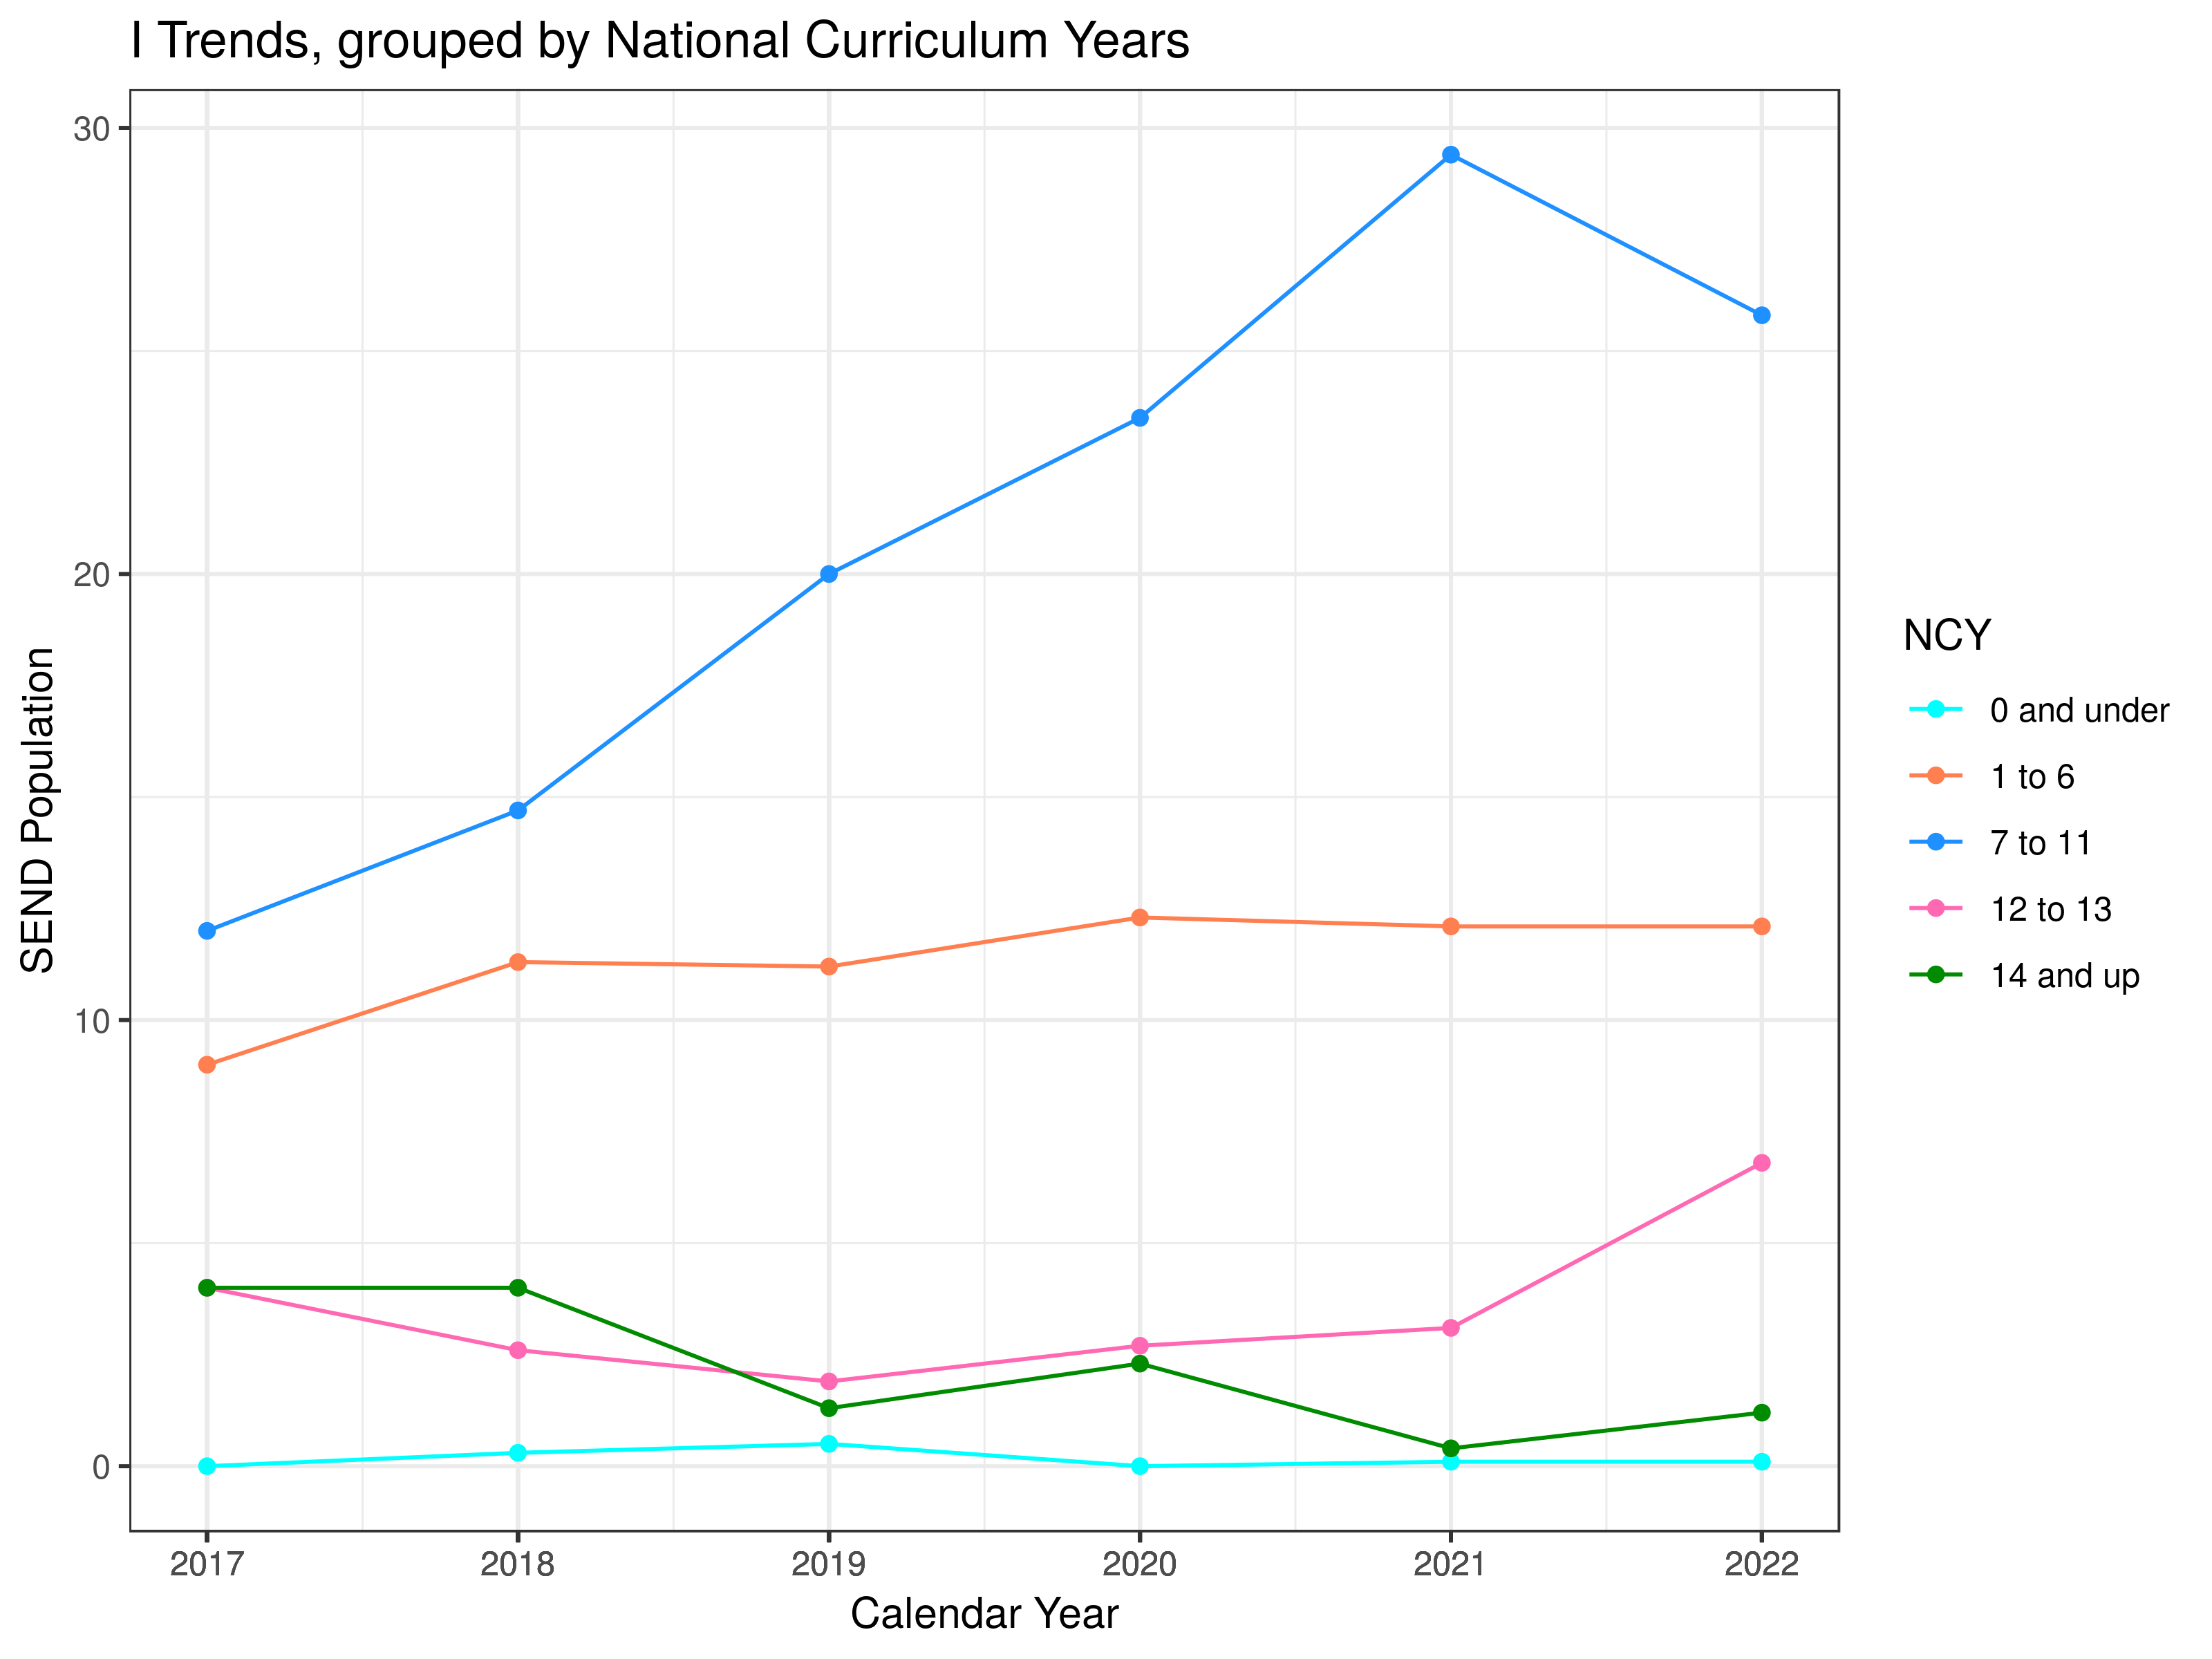 I Trends, grouped by National Curriculum Years
30
20
10
0
SEND Population
2017 2018 2019 2020 2021 2022
Calendar Year
NCY
0 and under
1 to 6
7 to 11
12 to 13
14 and up